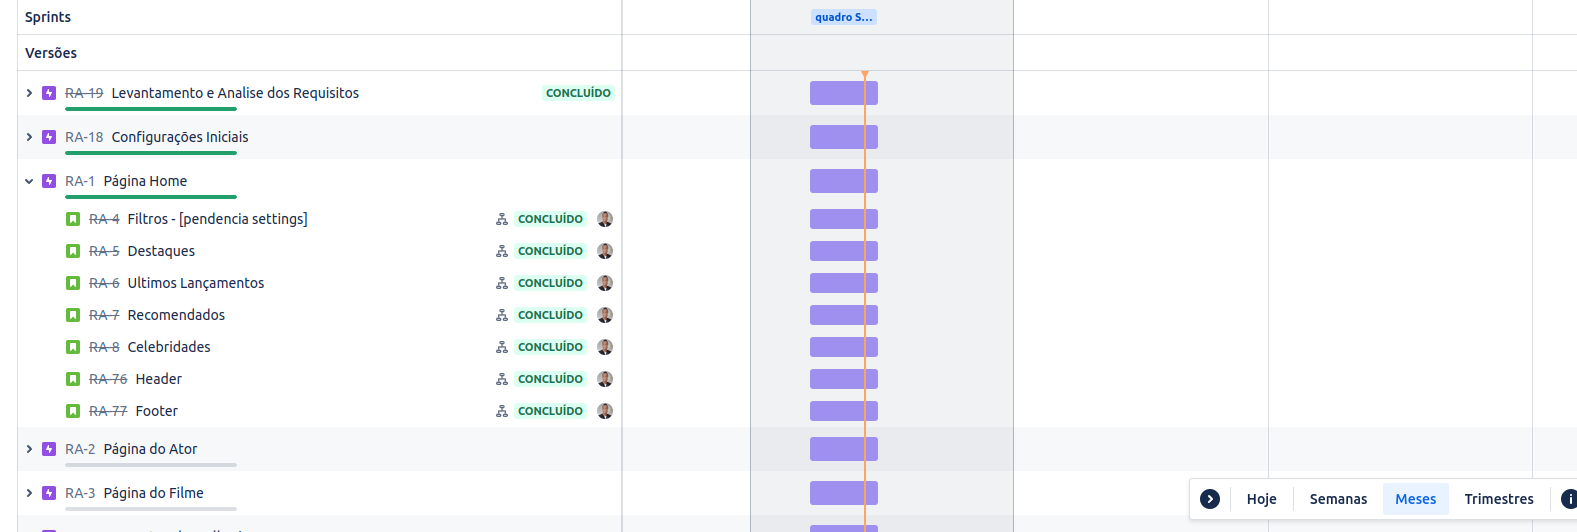 Sprints
quadro S...
Versões
RA-19 Levantamento e Analise dos Requisitos CONCLUÍDO
RA-18 Configurações Iniciais
RA-1 Página Home
RA-4 Filtros - [pendencia settings] CONCLUÍDO
RA-5 Destaques CONCLUÍDO
RA-6 Ultimos Lançamentos CONCLUÍDO
RA-7 Recomendados CONCLUÍDO
RA-8 Celebridades CONCLUÍDO
RA-76 Header CONCLUÍDO
RA-77 Footer CONCLUÍDO
RA-2 Página do Ator
RA-3 Página do Filme
Hoje Semanas Meses Trimestres